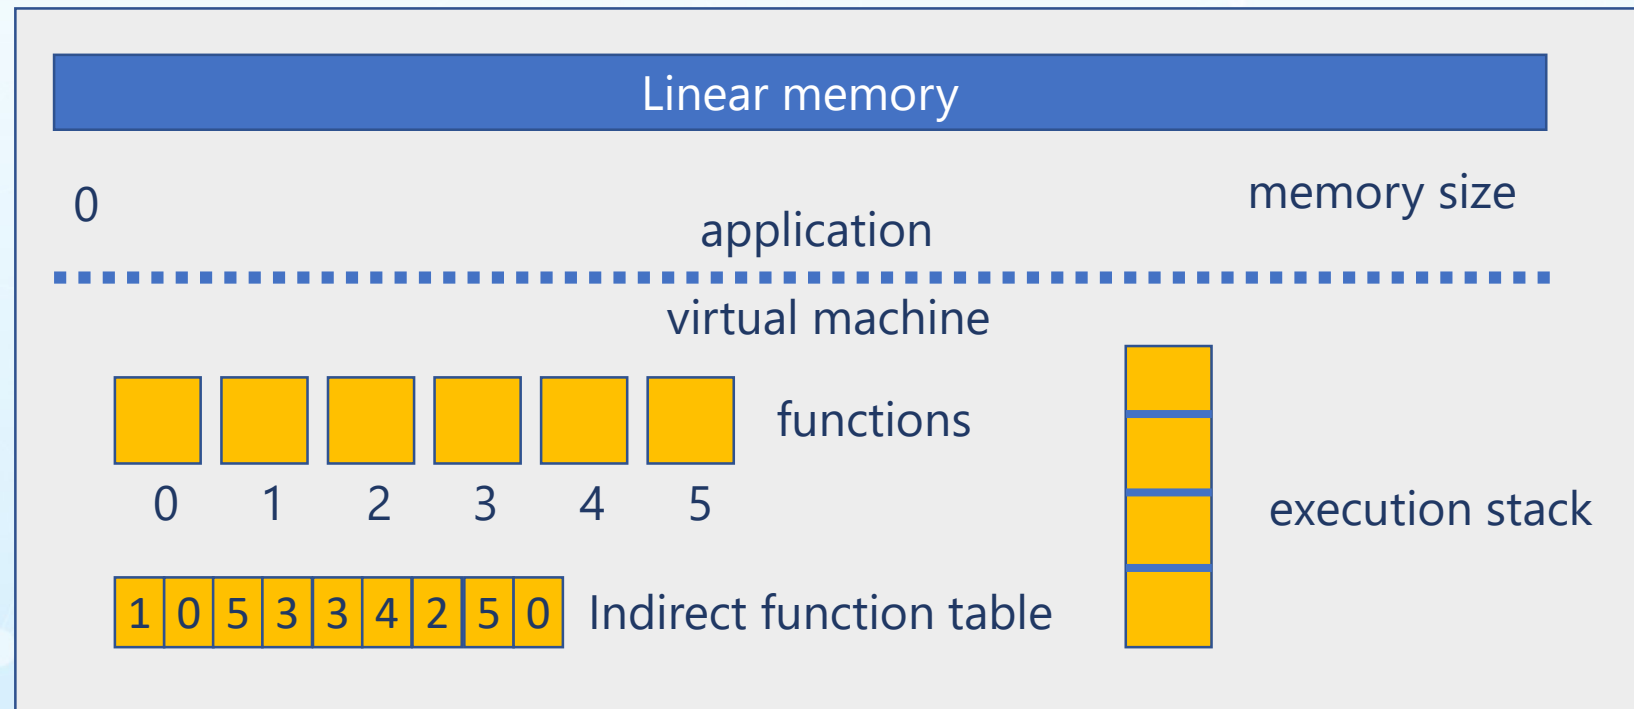 Linear memory
0
memory size
application
virtual machine
functions
0 1 2 3 4 5
execution stack
1 0 5 3 3 4 2 5 0
Indirect function table